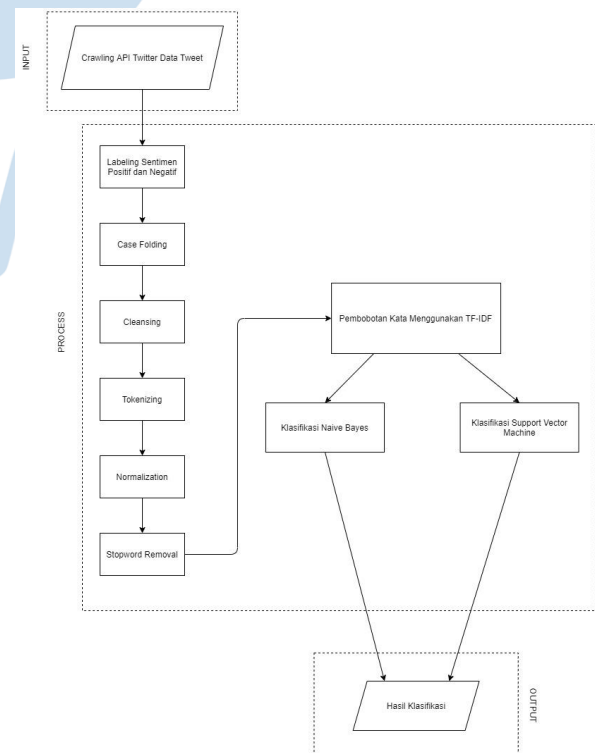 INPUT
Crawling API Twitter Data Tweet
PROCESS
Labeling Sentimen
Positif dan Negatif
Case Folding
Cleansing
Tokenizing
Normalization
Stopword Removal
Pembobotan Kata Menggunakan TF-IDF
Klasifikasi Naive Bayes
Klasifikasi Support Vector
Machine
Hasil Klasifikasi
OUTPUT